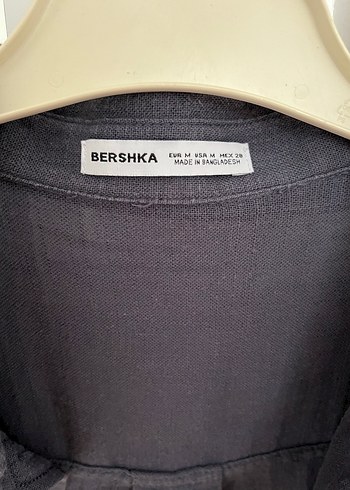 BERSHKA
EUR M USA M MEX 28
MADE IN BANGLADESH